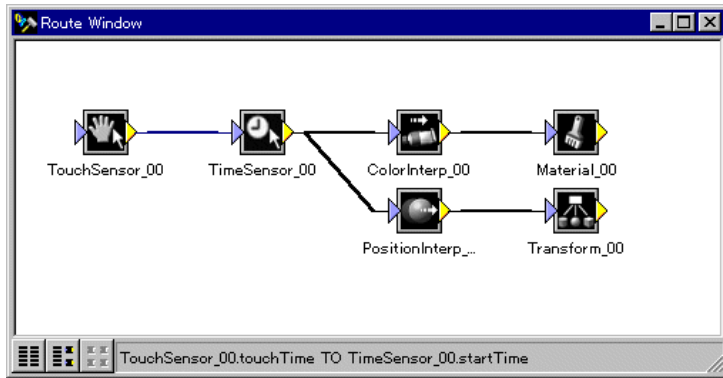 Route Window
TouchSensor_00
TimeSensor_00
ColorInterp_00
Material_00
PositionInterp_...
Transform_00
TouchSensor_00.touchTime TO TimeSensor_00.startTime